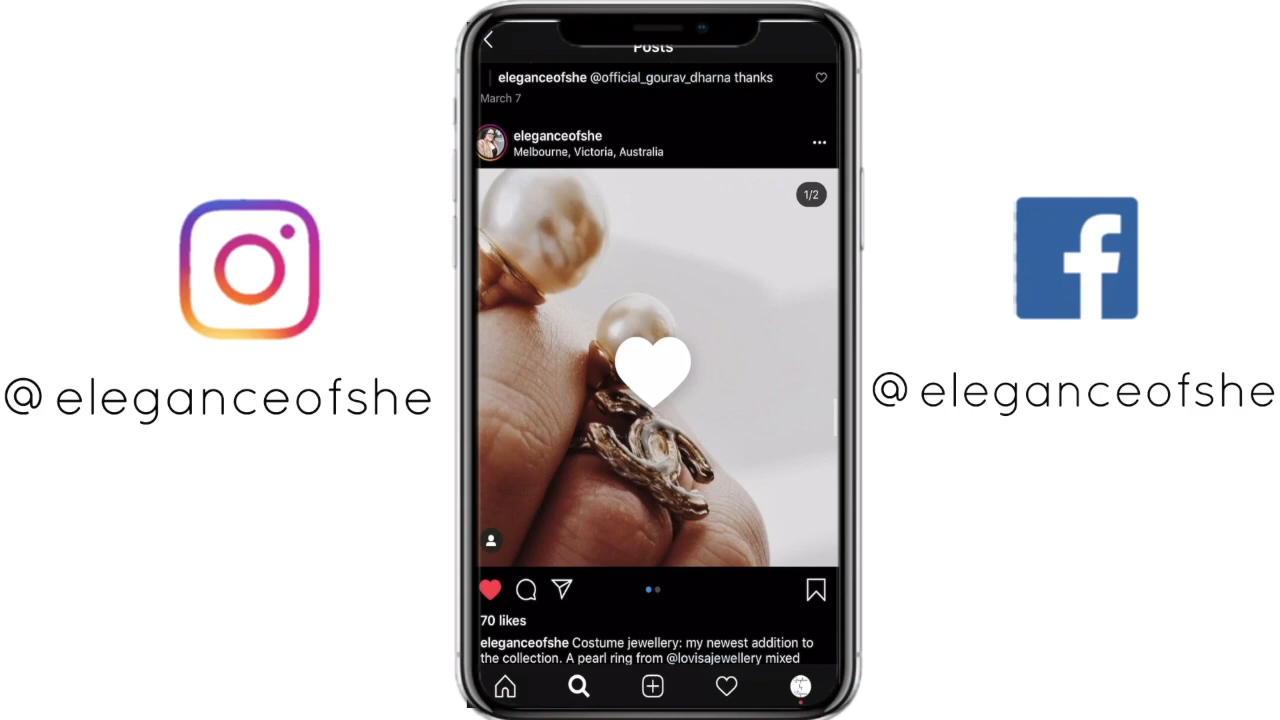 Posts
eleganceofshe @official_gourav_dharna thanks
March 7
eleganceofshe
Melbourne, Victoria, Australia
1/2
@eleganceofshe
@eleganceofshe
70 likes
eleganceofshe Costume jewellery: my newest addition to
the collection. A pearl ring from @lovisajewellery mixed